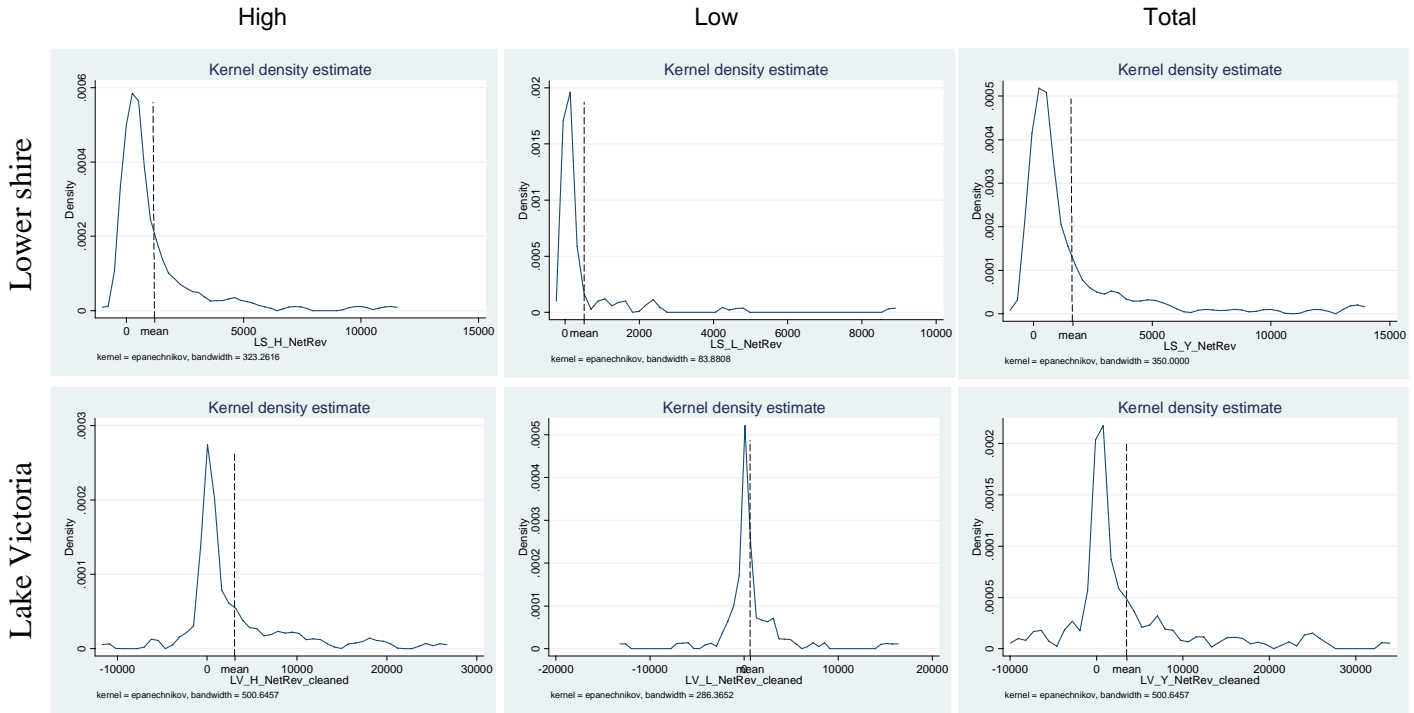 High Low Total
Lower shire
Kernel density estimate
Density
0 .0002 .0004 .0006
0 mean 5000 10000 15000
LS_H_NetRev
kernel = epanechnikov, bandwidth = 323.2616
Kernel density estimate
Density
0 .0005 .001 .0015 .002
0 mean 2000 4000 6000 8000 10000
LS_L_NetRev
kernel = epanechnikov, bandwidth = 83.8808
Kernel density estimate
Density
0 .0001 .0002 .0003 .0004 .0005
0 mean 5000 10000 15000
LS_Y_NetRev
kernel = epanechnikov, bandwidth = 350.0000
Lake Victoria
Kernel density estimate
Density
0 .0001 .0002 .0003
-10000 0 mean 10000 20000 30000
LV_H_NetRev_cleaned
kernel = epanechnikov, bandwidth = 500.6457
Kernel density estimate
Density
0 .0001 .0002 .0003 .0004 .0005
-20000 -10000 0 mean 10000 20000
LV_L_NetRev_cleaned
kernel = epanechnikov, bandwidth = 286.3652
Kernel density estimate
Density
0 .00005 .0001 .00015 .0002
-10000 0 mean 10000 20000 30000
LV_Y_NetRev_cleaned
kernel = epanechnikov, bandwidth = 500.6457